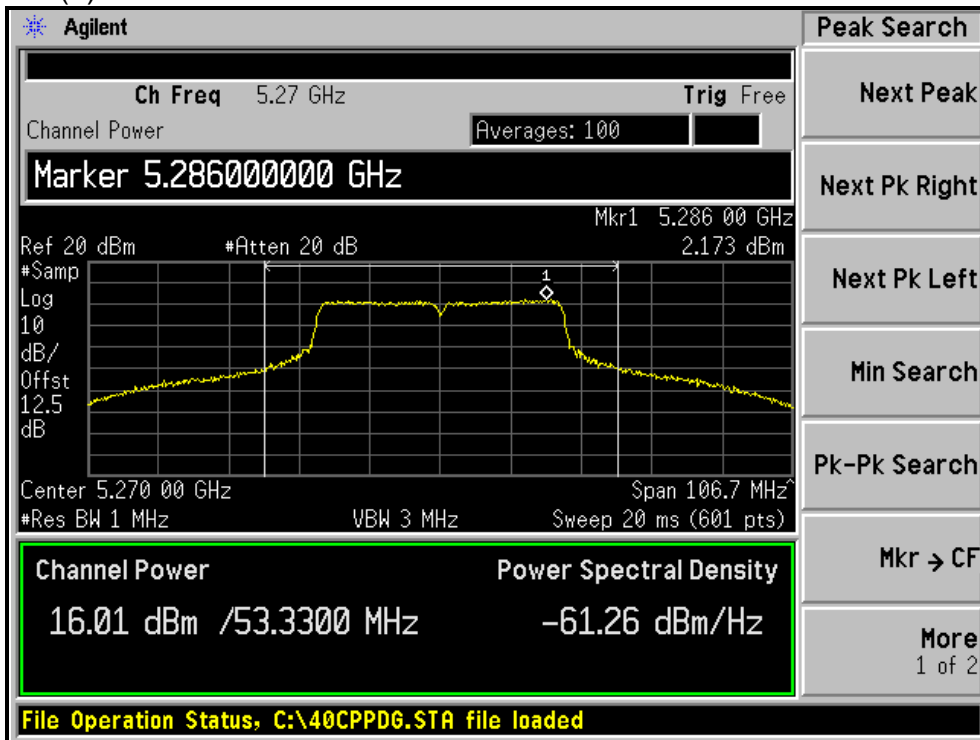 Agilent
Peak Search
Ch Freq 5.27 GHz Trig Free
Channel Power Averages: 100
Marker 5.286000000 GHz
Mkr1 5.286 00 GHz
Ref 20 dBm #Atten 20 dB 2.173 dBm
#Samp
Log
10
dB/
Offst
12.5
dB
1
Center 5.270 00 GHz Span 106.7 MHz^
#Res BW 1 MHz VBW 3 MHz Sweep 20 ms (601 pts)
Channel Power Power Spectral Density
16.01 dBm /53.3300 MHz -61.26 dBm/Hz
File Operation Status, C:\40CPPDG.STA file loaded
Next Peak
Next Pk Right
Next Pk Left
Min Search
Pk-Pk Search
Mkr → CF
More
1 of 2